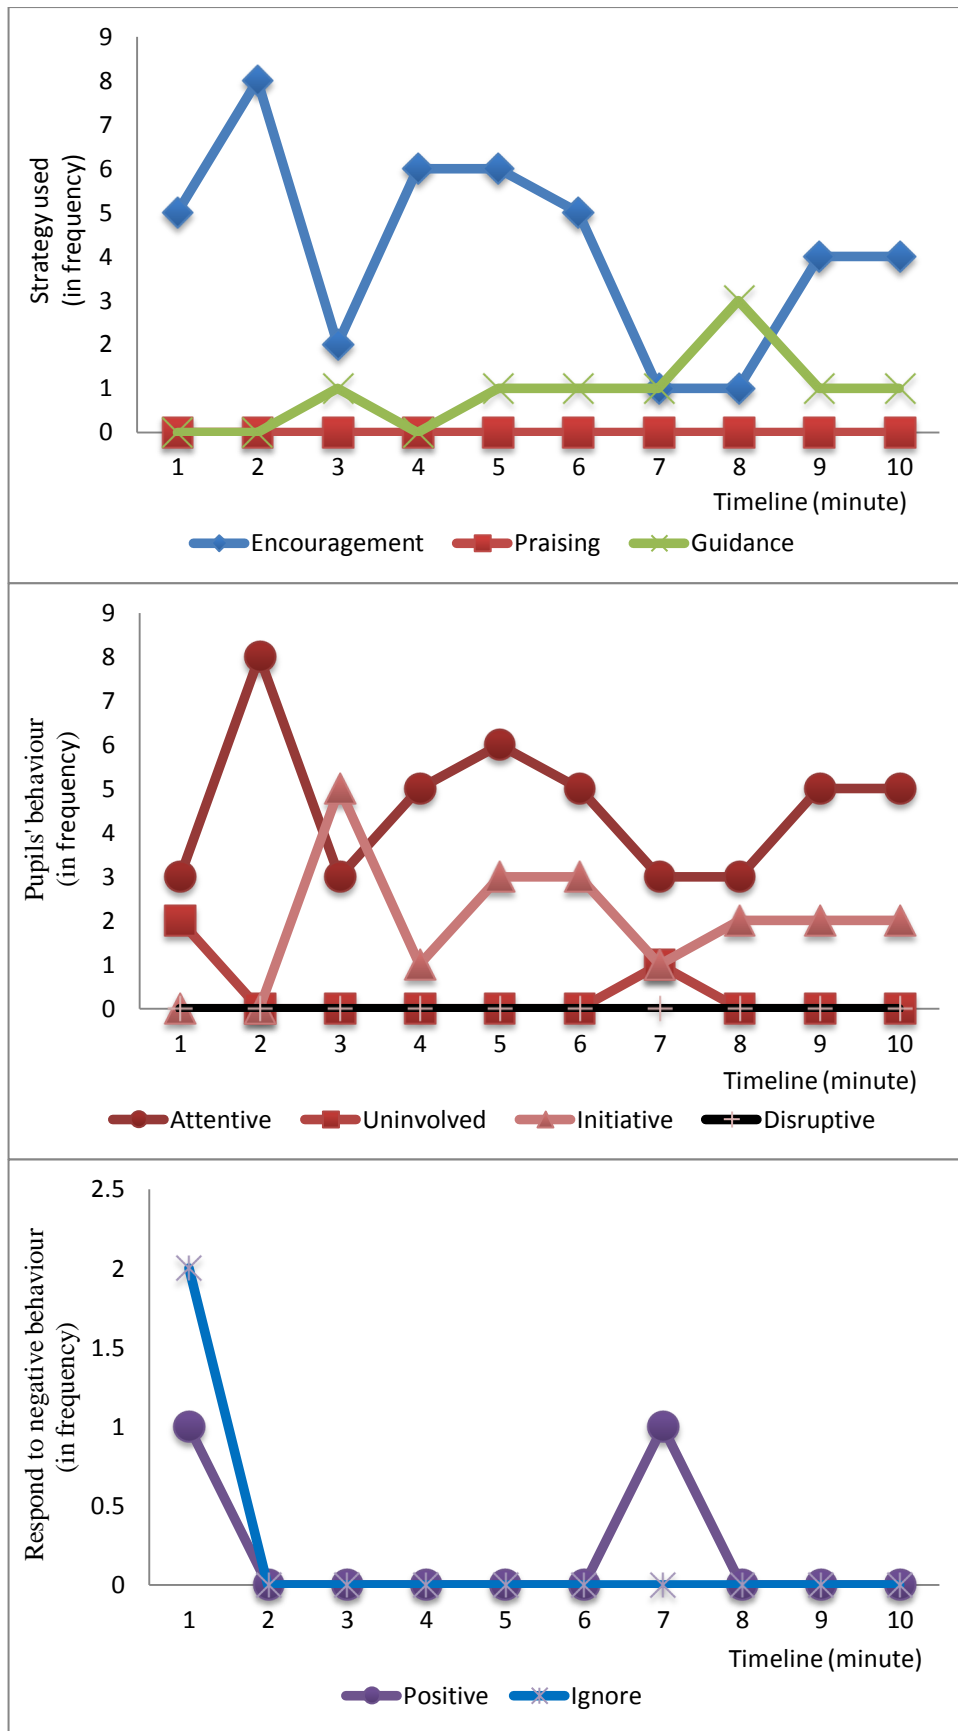 9
8
7
6
5
4
3
2
1
0
Strategy used
(in frequency)
1 2 3 4 5 6 7 8 9 10
Timeline (minute)
Encouragement Praising Guidance
9
8
7
6
5
4
3
2
1
0
Pupils' behaviour
(in frequency)
1 2 3 4 5 6 7 8 9 10
Timeline (minute)
Attentive Uninvolved Initiative Disruptive
2.5
2
1.5
1
0.5
0
Respond to negative behaviour
(in frequency)
1 2 3 4 5 6 7 8 9 10
Timeline (minute)
Positive Ignore